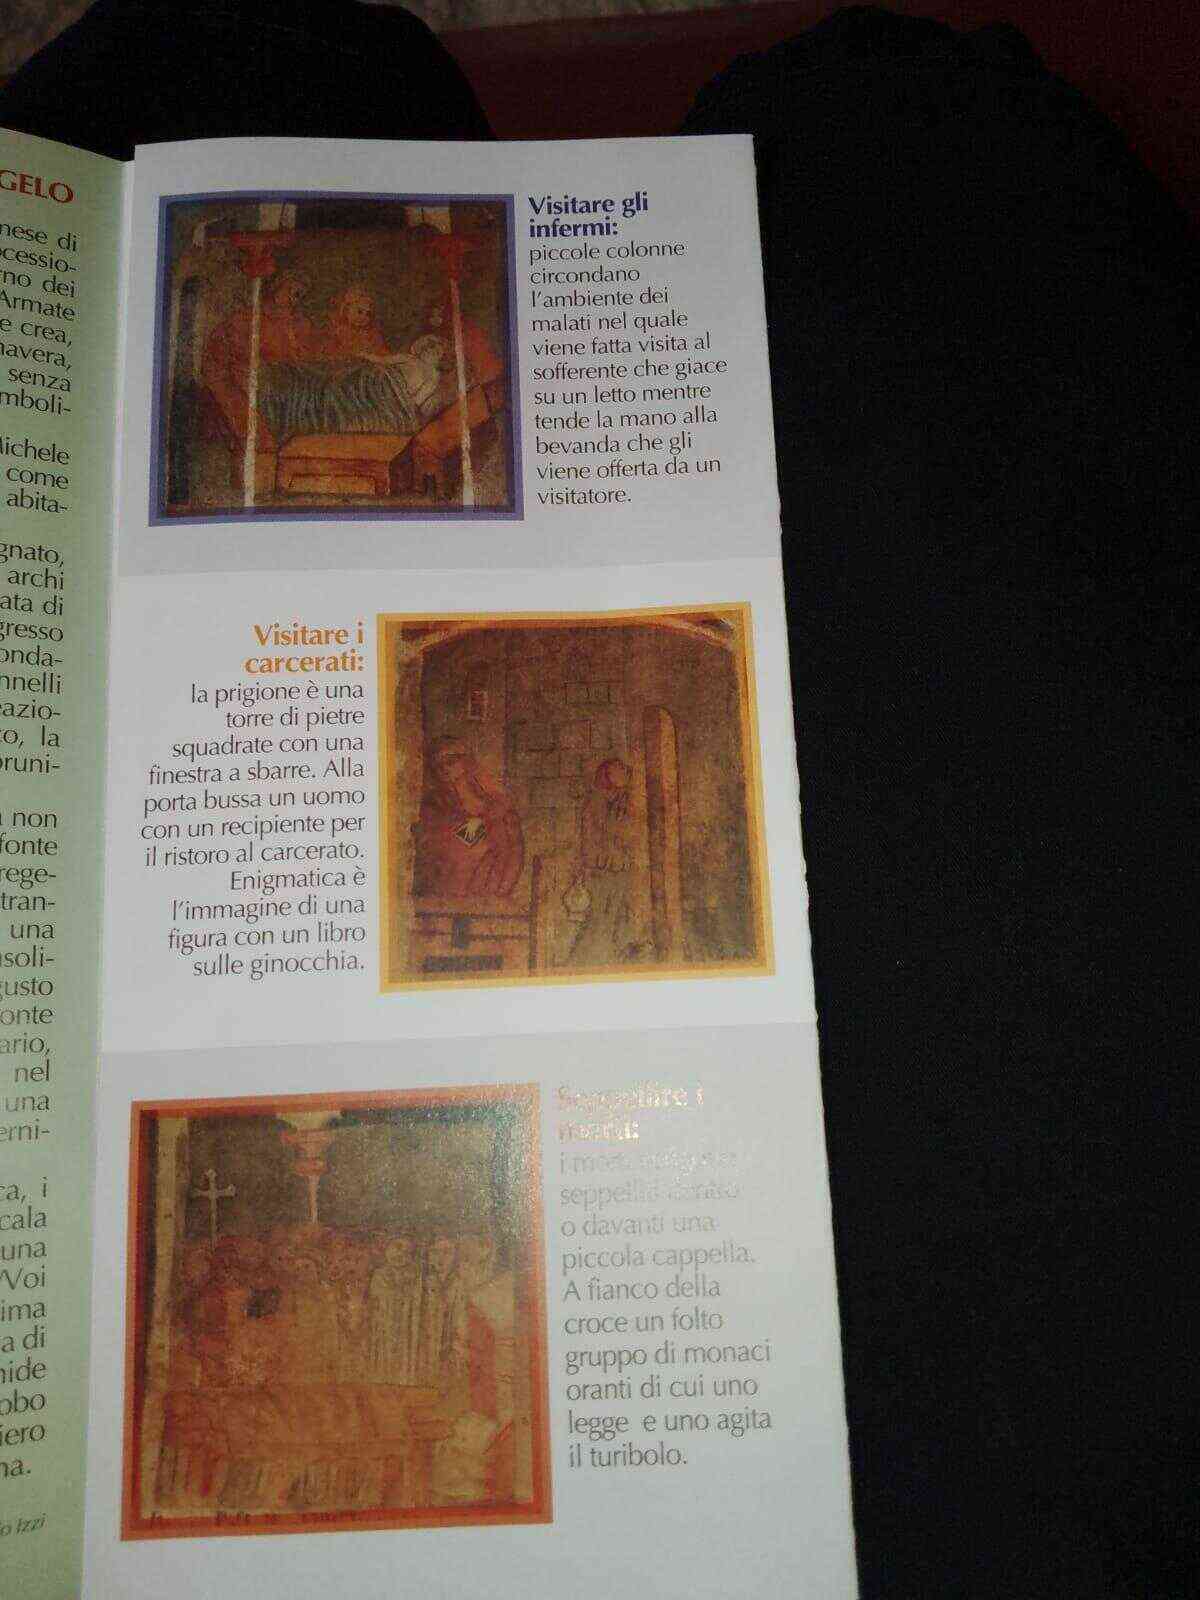 GELO
nese di
ocessio-
rno dei
Armate
e crea,
navera,
senza
mboli-
lichele
come
abita-
gnato,
archi
ata di
gresso
onda-
nnelli
eazio-
co, la
oruni-
non
fonte
rege-
tran-
una
nsoli-
gusto
onte
ario,
nel
una
erni-
ca, i
cala
una
Voi
ima
a di
nide
obo
iero
na.
o Izzi
Visitare gli
infermi:
piccole colonne
circondano
l'ambiente dei
malati nel quale
viene fatta visita al
sofferente che giace
su un letto mentre
tende la mano alla
bevanda che gli
viene offerta da un
visitatore.
Visitare i
carcerati:
la prigione è una
torre di pietre
squadrate con una
finestra a sbarre. Alla
porta bussa un uomo
con un recipiente per
il ristoro al carcerato.
Enigmatica è
l'immagine di una
figura con un libro
sulle ginocchia.
Seppellire i
morti:
i morti
seppelliti dentro
o davanti una
piccola cappella.
A fianco della
croce un folto
gruppo di monaci
oranti di cui uno
legge e uno agita
il turibolo.